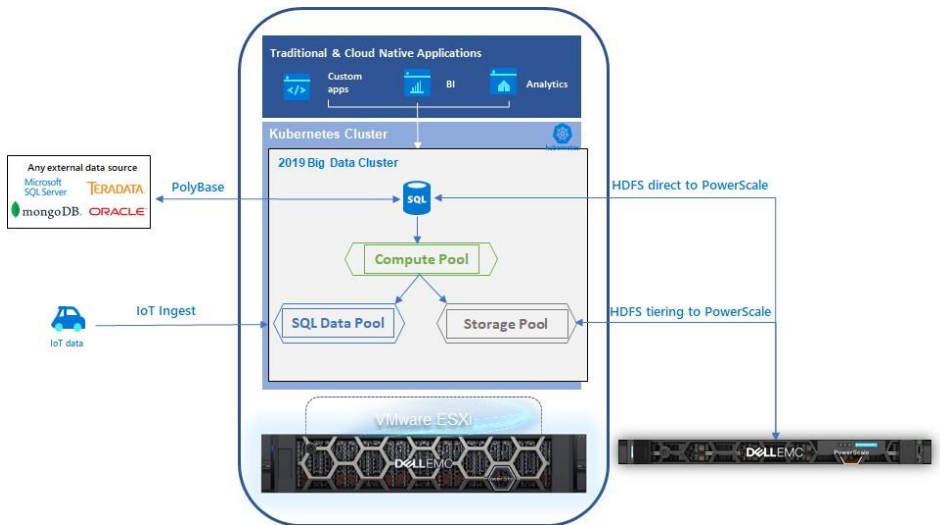 Traditional & Cloud Native Applications
Custom
apps
BI
Analytics
Kubernetes Cluster
kubernetes
2019 Big Data Cluster
Any external data source
Microsoft
SQL Server
TERADATA
mongoDB.
ORACLE
PolyBase
SQL
HDFS direct to PowerScale
Compute Pool
IoT Ingest
IoT data
SQL Data Pool
Storage Pool
HDFS tiering to PowerScale
VMware ESXi
DELLEMC
DELLEMC
PowerScale